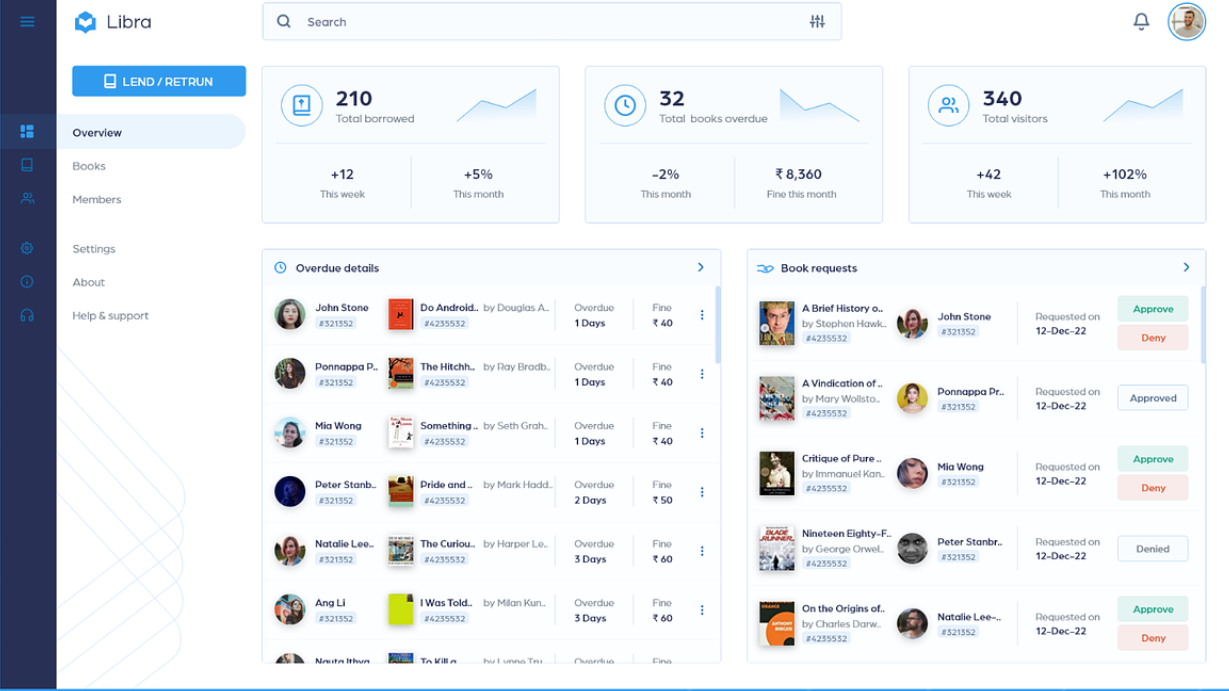 Libra
Search
LEND / RETRUN
Overview
Books
Members
Settings
About
Help & support
210
Total borrowed
+12
This week
+5%
This month
32
Total books overdue
-2%
This month
₹ 8,360
Fine this month
340
Total visitors
+42
This week
+102%
This month
Overdue details
John Stone
#321352
Do Android..
by Douglas A..
#4235532
Overdue
1 Days
Fine
₹ 40
Ponnappa P..
#321352
The Hitchh..
by Ray Bradb..
#4235532
Overdue
1 Days
Fine
₹ 40
Mia Wong
#321352
Something ..
by Seth Grah..
#4235532
Overdue
1 Days
Fine
₹ 40
Peter Stanb..
#321352
Pride and ..
by Mark Hadd..
#4235532
Overdue
2 Days
Fine
₹ 50
Natalie Lee..
#321352
The Curiou..
by Harper Le..
#4235532
Overdue
3 Days
Fine
₹ 60
Ang Li
#321352
I Was Told..
by Milan Kun..
#4235532
Overdue
3 Days
Fine
₹ 60
Nguta Ithya
To Kill a
by Lynne Tru
Overdue
Fine
Book requests
A Brief History o..
by Stephen Hawk..
#4235532
John Stone
#321352
Requested on
12-Dec-22
Approve
Deny
A Vindication of ..
by Mary Wollsto..
#4235532
Ponnappa Pr..
#321352
Requested on
12-Dec-22
Approved
Critique of Pure ..
by Immanuel Kan..
#4235532
Mia Wong
#321352
Requested on
12-Dec-22
Approve
Deny
BLADE RUNNER
Nineteen Eighty-F..
by George Orwel..
#4235532
Peter Stanbr..
#321352
Requested on
12-Dec-22
Denied
On the Origins of..
by Charles Darw..
#4235532
Natalie Lee-..
#321352
Requested on
12-Dec-22
Approve
Deny